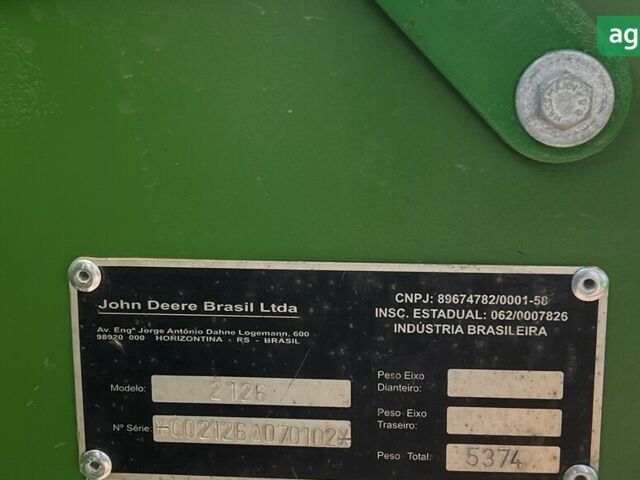 ag
John Deere Brasil Ltda
Av. Engº Jorge Antônio Dahne Logemann, 600
98920 000 HORIZONTINA - RS - BRASIL
CNPJ: 89674782/0001-58
INSC. ESTADUAL: 062/0007826
INDÚSTRIA BRASILEIRA
Modelo: 2126
Nº Série: *CQ2126A070102*
Peso Eixo
Dianteiro:
Peso Eixo
Traseiro:
Peso Total: 5374